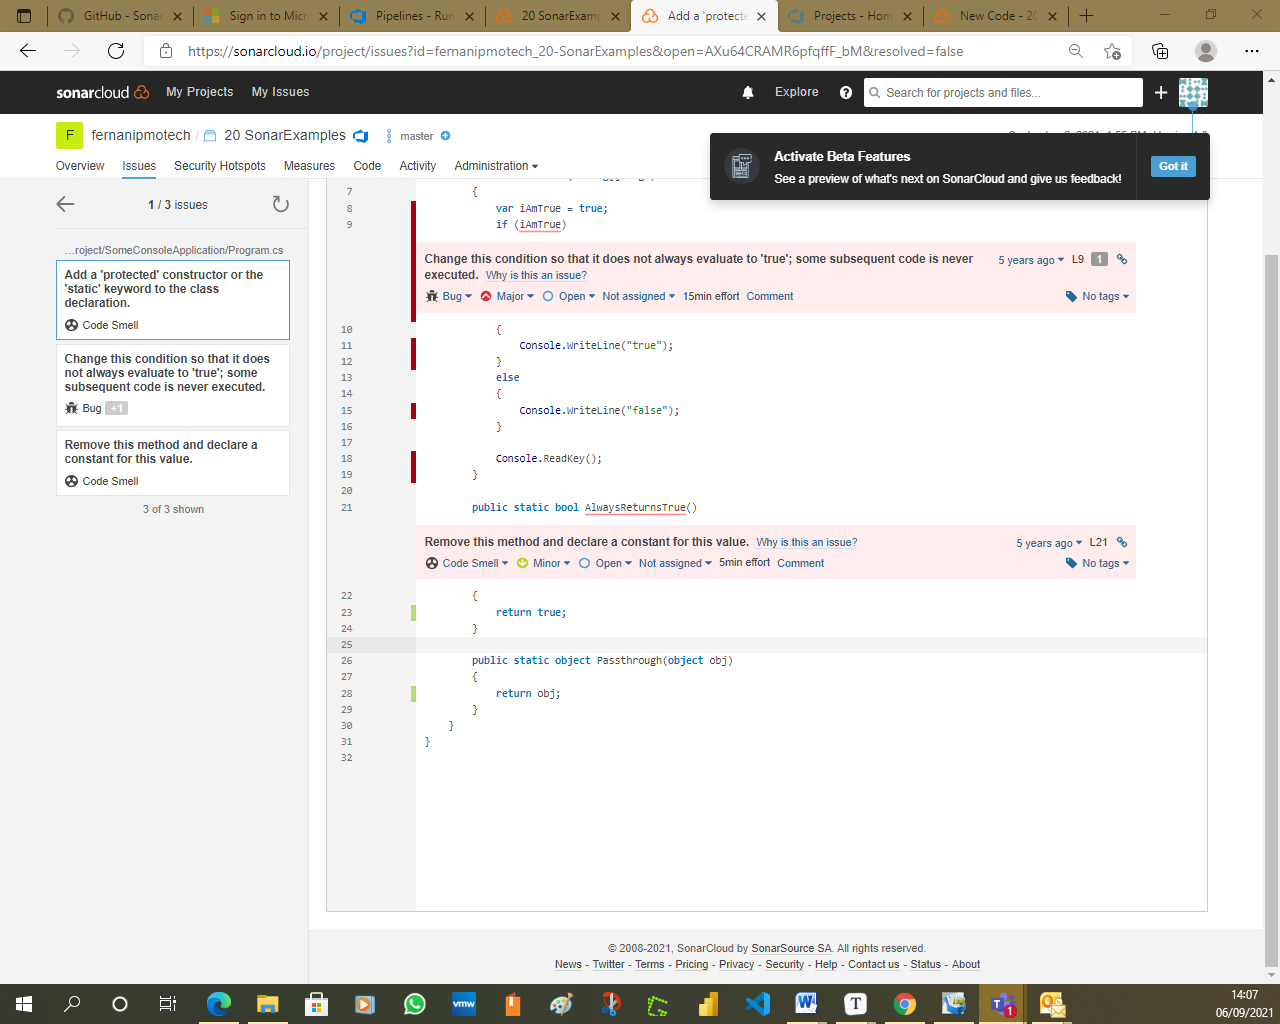 GitHub - Sonar
Sign in to Micr
Pipelines - Run
20 SonarExamp
Add a 'protecte
Projects - Hom
New Code - 20
https://sonarcloud.io/project/issues?id=fernanipmotech_20-SonarExamples&open=AXu64CRAMR6pfqffF_bM&resolved=false
sonarcloud My Projects My Issues Explore Search for projects and files...
F fernanipmotech / 20 SonarExamples master
Overview Issues Security Hotspots Measures Code Activity Administration
Activate Beta Features
See a preview of what's next on SonarCloud and give us feedback!
Got it
1 / 3 issues
...roject/SomeConsoleApplication/Program.cs
Add a 'protected' constructor or the
'static' keyword to the class
declaration.
Code Smell
Change this condition so that it does
not always evaluate to 'true'; some
subsequent code is never executed.
Bug +1
Remove this method and declare a
constant for this value.
Code Smell
3 of 3 shown
7 {
8 var iAmTrue = true;
9 if (iAmTrue)
Change this condition so that it does not always evaluate to 'true'; some subsequent code is never 5 years ago L9 1
executed. Why is this an issue?
Bug Major Open Not assigned 15min effort Comment No tags
10 {
11 Console.WriteLine("true");
12 }
13 else
14 {
15 Console.WriteLine("false");
16 }
17
18 Console.ReadKey();
19 }
20
21 public static bool AlwaysReturnsTrue()
Remove this method and declare a constant for this value. Why is this an issue? 5 years ago L21
Code Smell Minor Open Not assigned 5min effort Comment No tags
22 {
23 return true;
24 }
25
26 public static object Passthrough(object obj)
27 {
28 return obj;
29 }
30 }
31 }
32
© 2008-2021, SonarCloud by SonarSource SA. All rights reserved.
News - Twitter - Terms - Pricing - Privacy - Security - Help - Contact us - Status - About
vmw
W
T
1
14:07
06/09/2021